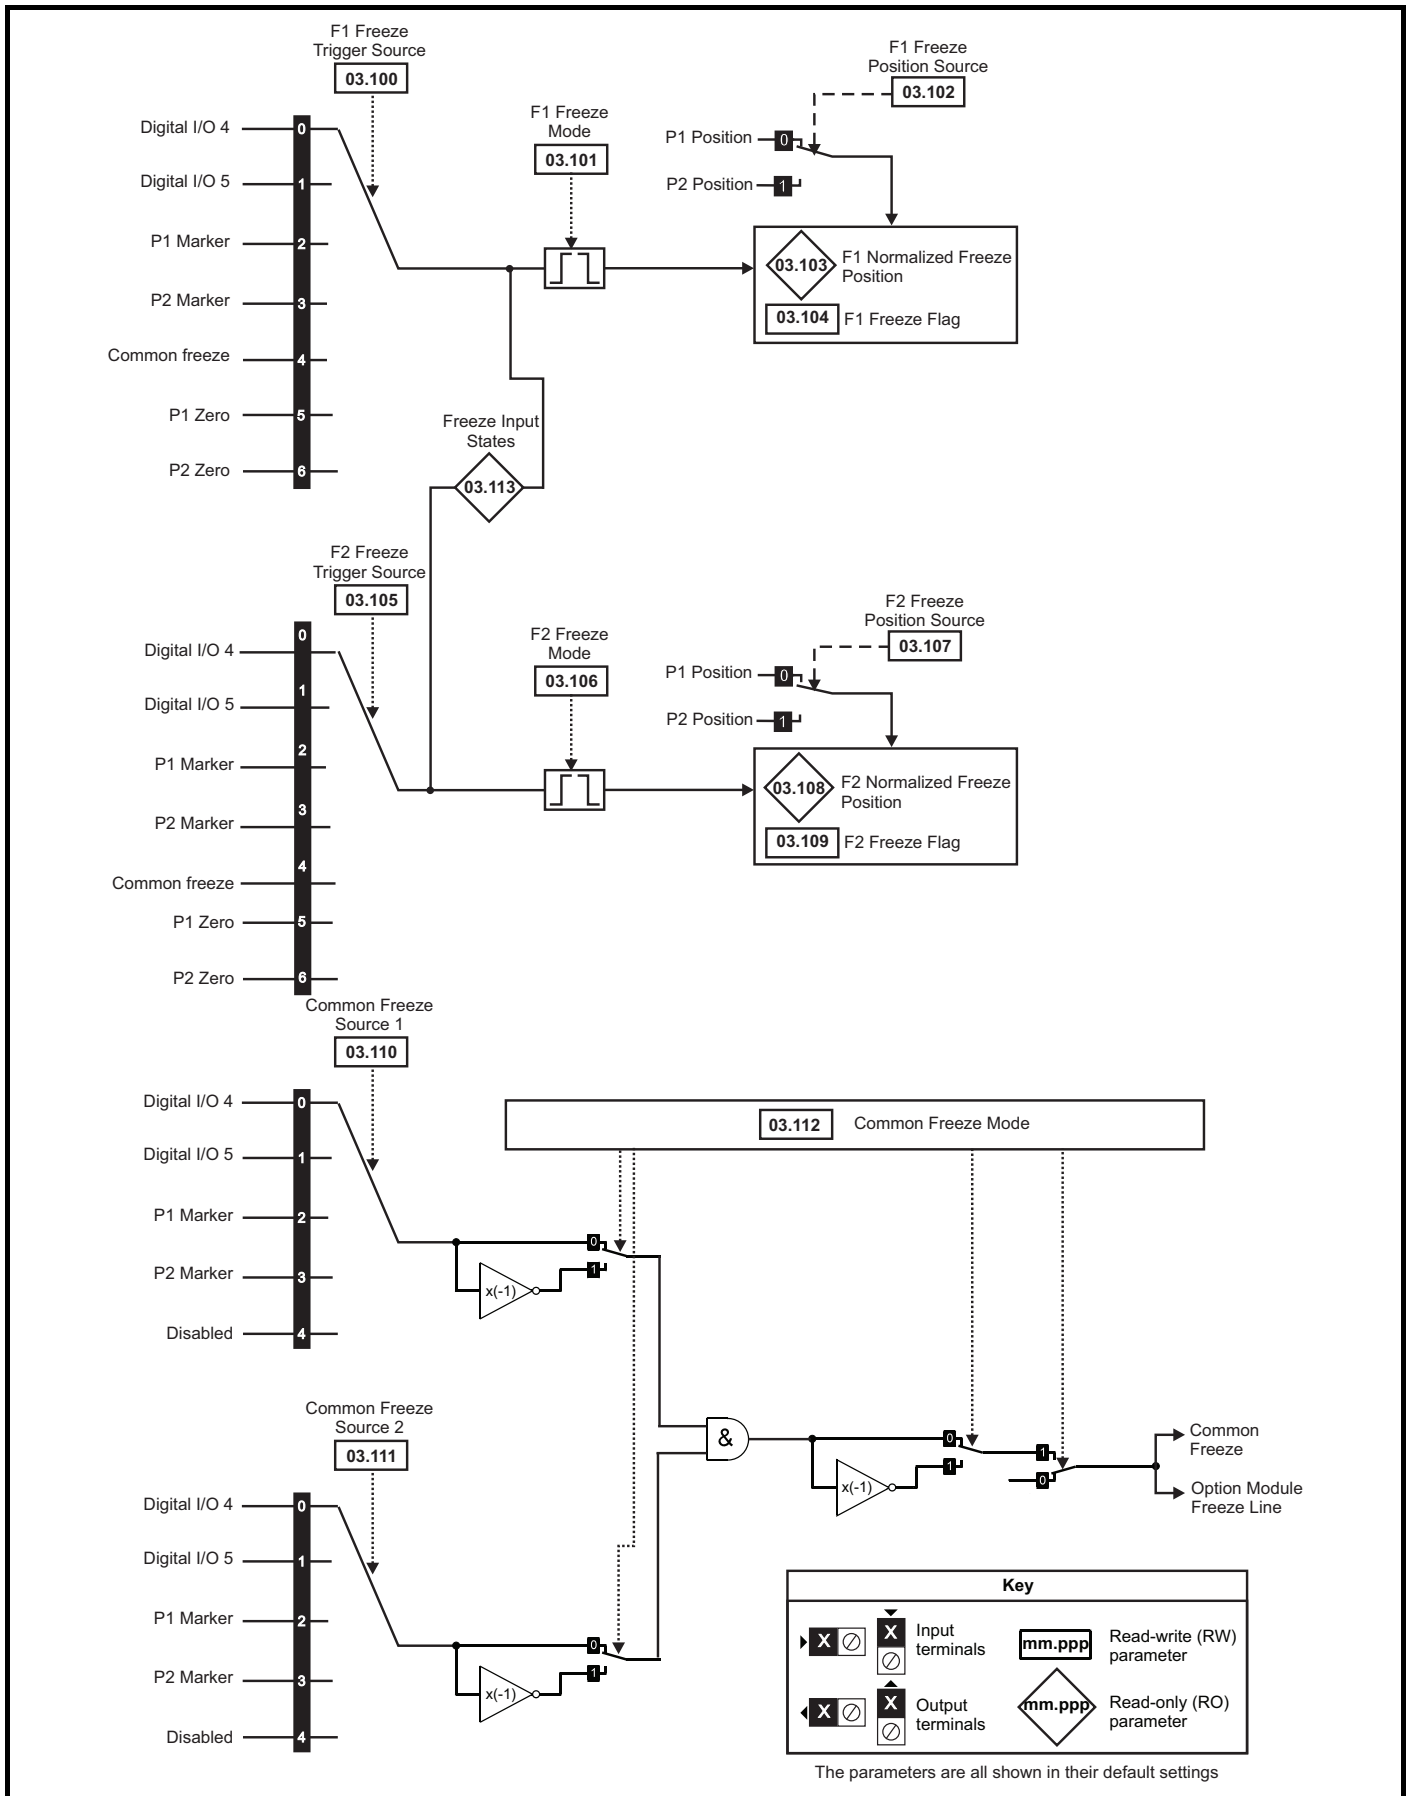 F1 Freeze
Trigger Source
03.100
Digital I/O 4
0
Digital I/O 5
1
P1 Marker
2
P2 Marker
3
Common freeze
4
P1 Zero
5
P2 Zero
6
F1 Freeze
Mode
03.101
F1 Freeze
Position Source
03.102
P1 Position
0
P2 Position
1
03.103
F1 Normalized Freeze
Position
03.104
F1 Freeze Flag
Freeze Input
States
03.113
F2 Freeze
Trigger Source
03.105
0
Digital I/O 4
1
Digital I/O 5
2
P1 Marker
3
P2 Marker
4
Common freeze
P1 Zero
5
P2 Zero
6
F2 Freeze
Mode
03.106
F2 Freeze
Position Source
03.107
P1 Position
0
P2 Position
1
03.108
F2 Normalized Freeze
Position
03.109
F2 Freeze Flag
Common Freeze
Source 1
03.110
Digital I/O 4
0
Digital I/O 5
1
P1 Marker
2
P2 Marker
3
Disabled
4
03.112
Common Freeze Mode
0
1
x(-1)
Common Freeze
Source 2
03.111
Digital I/O 4
0
Digital I/O 5
1
P1 Marker
2
P2 Marker
3
Disabled
4
0
1
x(-1)
&
0
1
x(-1)
1
0
Common
Freeze
Option Module
Freeze Line
Key
X
X
Input
terminals
mm.ppp
Read-write (RW)
parameter
X
X
Output
terminals
mm.ppp
Read-only (RO)
parameter
The parameters are all shown in their default settings